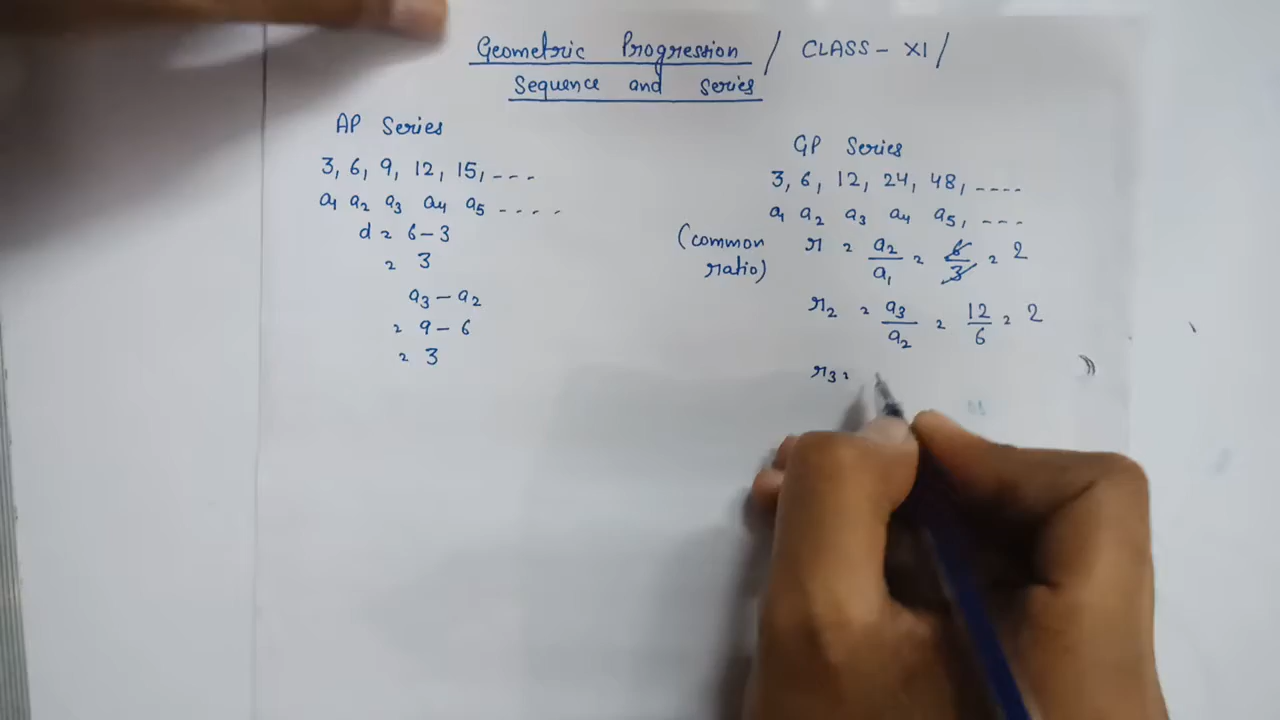 Geometric Progression / CLASS - XI /
Sequence and series
AP Series
3, 6, 9, 12, 15, - - -
a1 a2 a3 a4 a5 - - - -
d = 6 - 3
= 3
a3 - a2
= 9 - 6
= 3
GP Series
3, 6, 12, 24, 48, - - - -
a1 a2 a3 a4 a5, - - -
(common ratio) r = a2/a1 = 6/3 = 2
r2 = a3/a2 = 12/6 = 2
r3 =